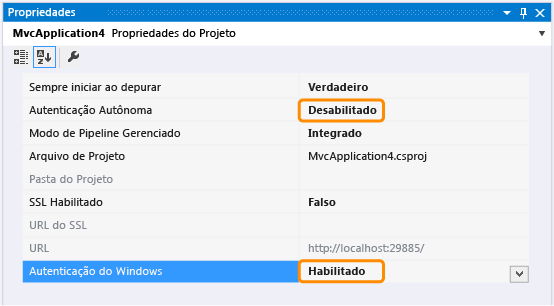 Propriedades
MvcApplication4 Propriedades do Projeto
Sempre iniciar ao depurar Verdadeiro
Autenticação Autônoma Desabilitado
Modo de Pipeline Gerenciado Integrado
Arquivo de Projeto MvcApplication4.csproj
Pasta do Projeto
SSL Habilitado Falso
URL do SSL
URL http://localhost:29885/
Autenticação do Windows Habilitado